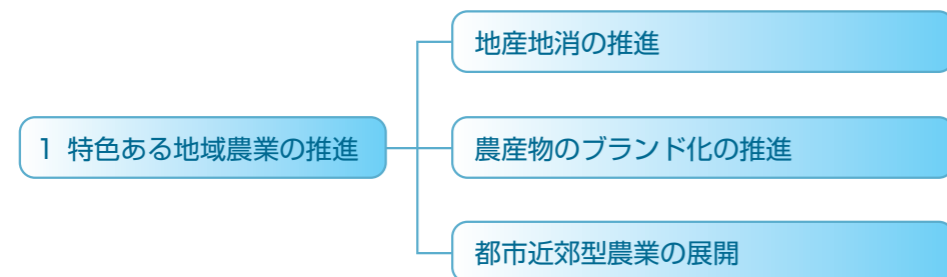 1 特色ある地域農業の推進
地産地消の推進
農産物のブランド化の推進
都市近郊型農業の展開